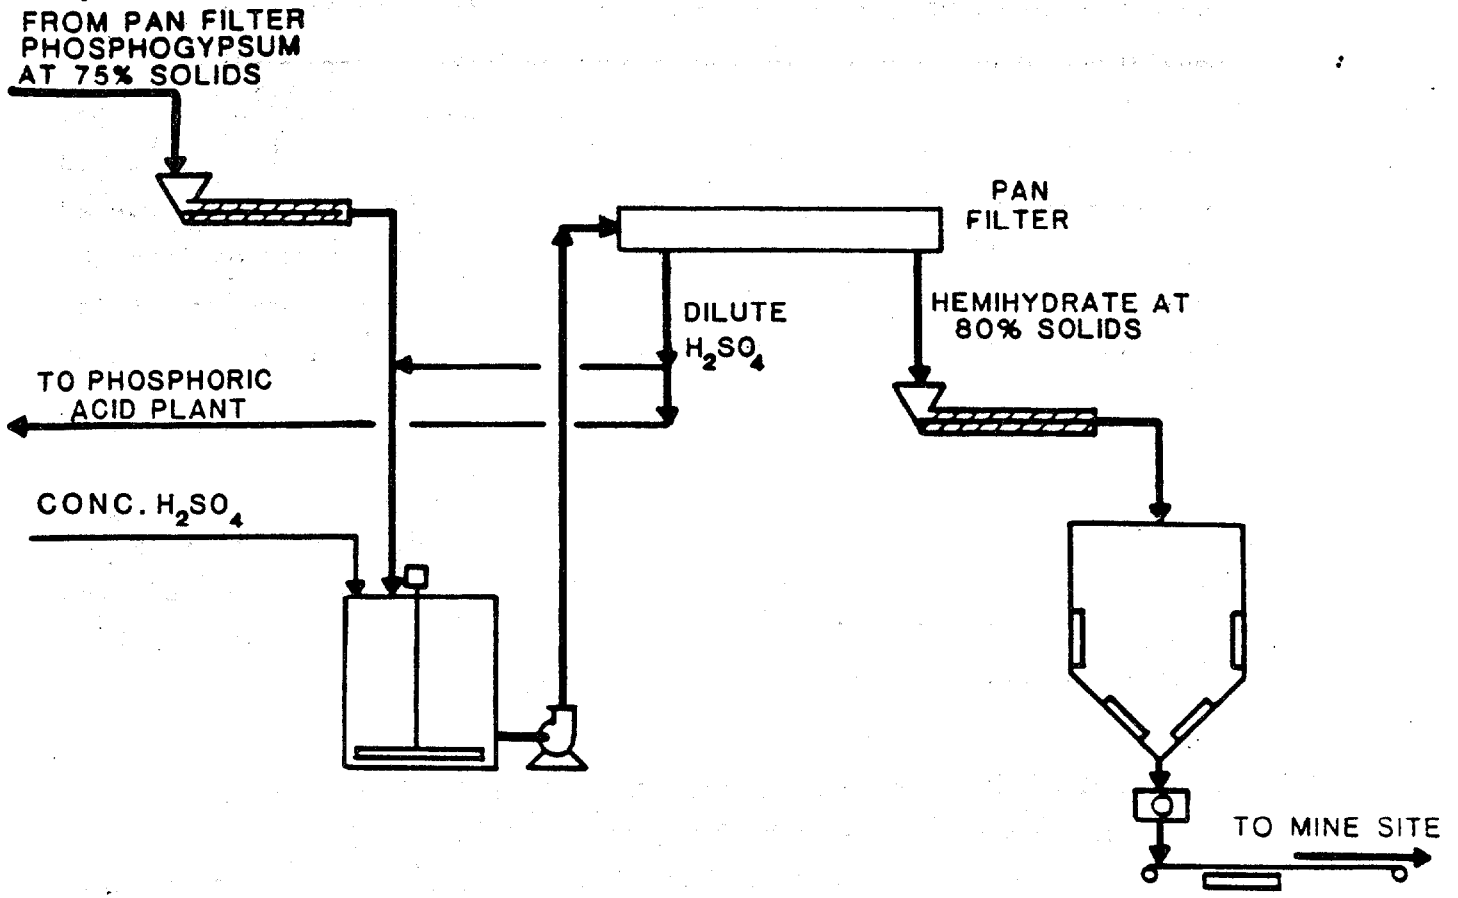 FROM PAN FILTER
PHOSPHOGYPSUM
AT 75% SOLIDS
PAN
FILTER
DILUTE
H₂SO₄
HEMIHYDRATE AT
80% SOLIDS
TO PHOSPHORIC
ACID PLANT
CONC. H₂SO₄
TO MINE SITE